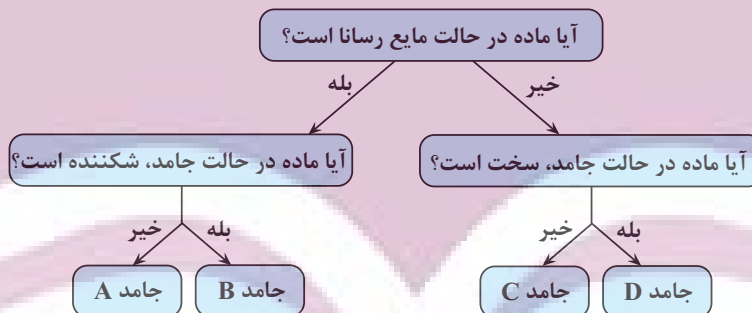 آیا ماده در حالت مایع رسانا است؟
خیر
بله
آیا ماده در حالت جامد، سخت است؟
آیا ماده در حالت جامد، شکننده است؟
بله
خیر
بله
خیر
جامد D
جامد C
جامد B
جامد A